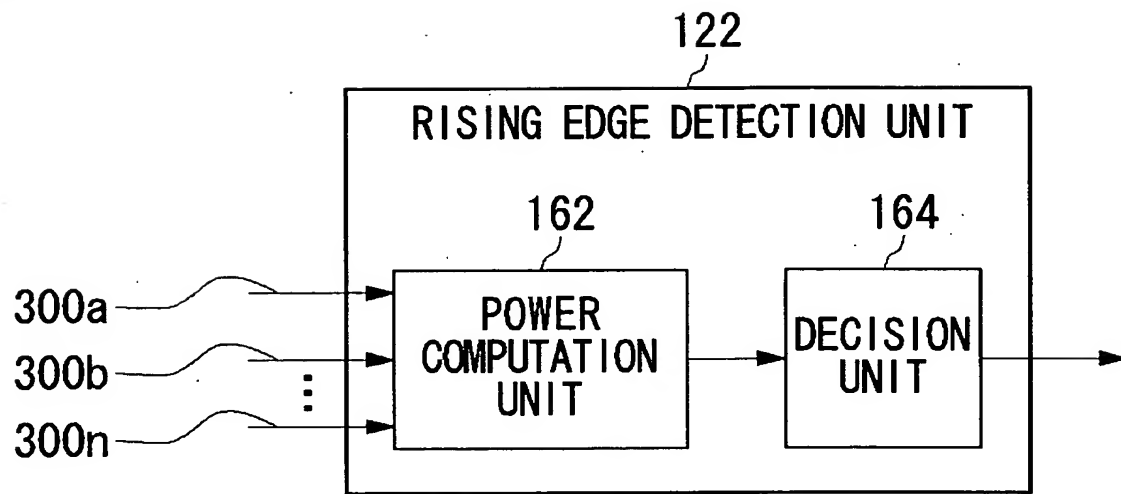 122
RISING EDGE DETECTION UNIT
162
164
300a
300b
300n
POWER
COMPUTATION
UNIT
DECISION
UNIT